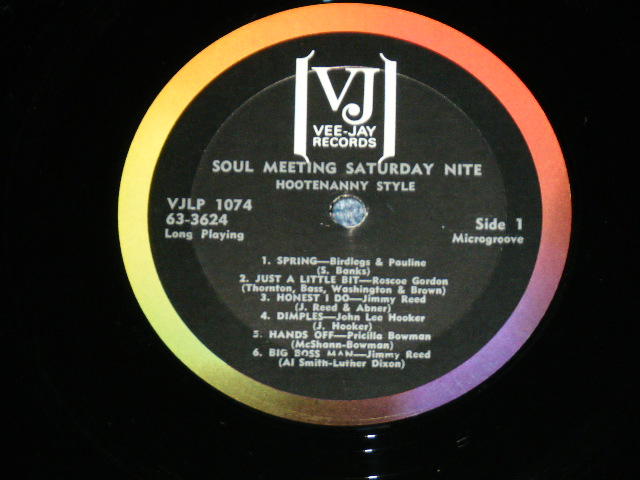 VJ
VEE-JAY
RECORDS
SOUL MEETING SATURDAY NITE
HOOTENANNY STYLE
VJLP 1074
63-3624
Long Playing
Side 1
Microgroove
1. SPRING—Birdlegs & Pauline
(S. Banks)
2. JUST A LITTLE BIT—Roscoe Gordon
(Thornton, Bass, Washington & Brown)
3. HONEST I DO—Jimmy Reed
(J. Reed & Abner)
4. DIMPLES—John Lee Hooker
(J. Hooker)
5. HANDS OFF—Pricilla Bowman
(McShann-Bowman)
6. BIG BOSS MAN—Jimmy Reed
(Al Smith-Luther Dixon)